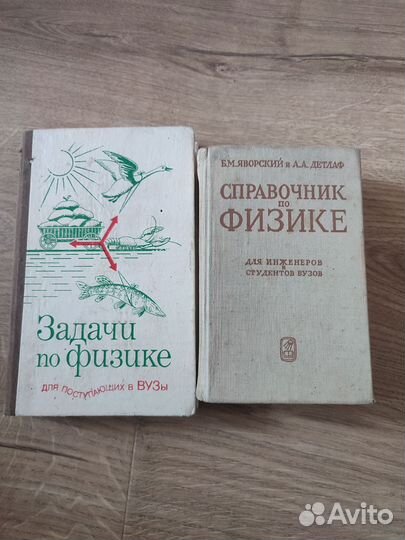 Задачи
по физике
для поступающих в ВУЗы
Б.М. ЯВОРСКИЙ и А.А. ДЕТЛАФ
СПРАВОЧНИК
ПО
ФИЗИКЕ
ДЛЯ ИНЖЕНЕРОВ
И
СТУДЕНТОВ ВУЗОВ
Avito